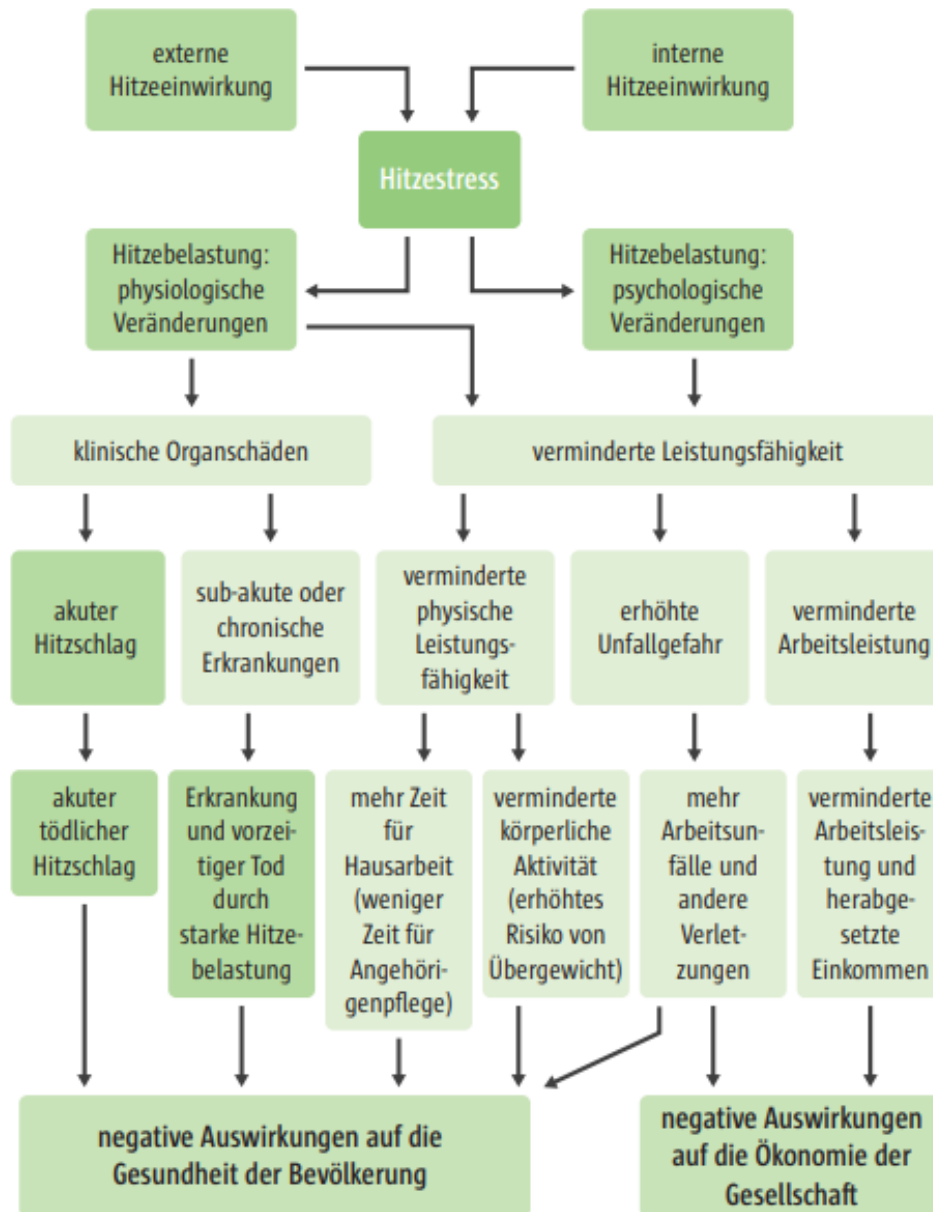 externe
Hitzeeinwirkung
interne
Hitzeeinwirkung
Hitzestress
Hitzebelastung:
physiologische
Veränderungen
Hitzebelastung:
psychologische
Veränderungen
klinische Organschäden
verminderte Leistungsfähigkeit
akuter
Hitzschlag
sub-akute oder
chronische
Erkrankungen
verminderte
physische
Leistungs-
fähigkeit
erhöhte
Unfallgefahr
verminderte
Arbeitsleistung
akuter
tödlicher
Hitzschlag
Erkrankung
und vorzei-
tiger Tod
durch
starke Hitze-
belastung
mehr Zeit
für
Hausarbeit
(weniger
Zeit für
Angehöri-
genpflege)
verminderte
körperliche
Aktivität
(erhöhtes
Risiko von
Übergewicht)
mehr
Arbeitsun-
fälle und
andere
Verlet-
zungen
verminderte
Arbeitsleis-
tung und
herabge-
setzte
Einkommen
negative Auswirkungen auf die
Gesundheit der Bevölkerung
negative Auswirkungen
auf die Ökonomie der
Gesellschaft